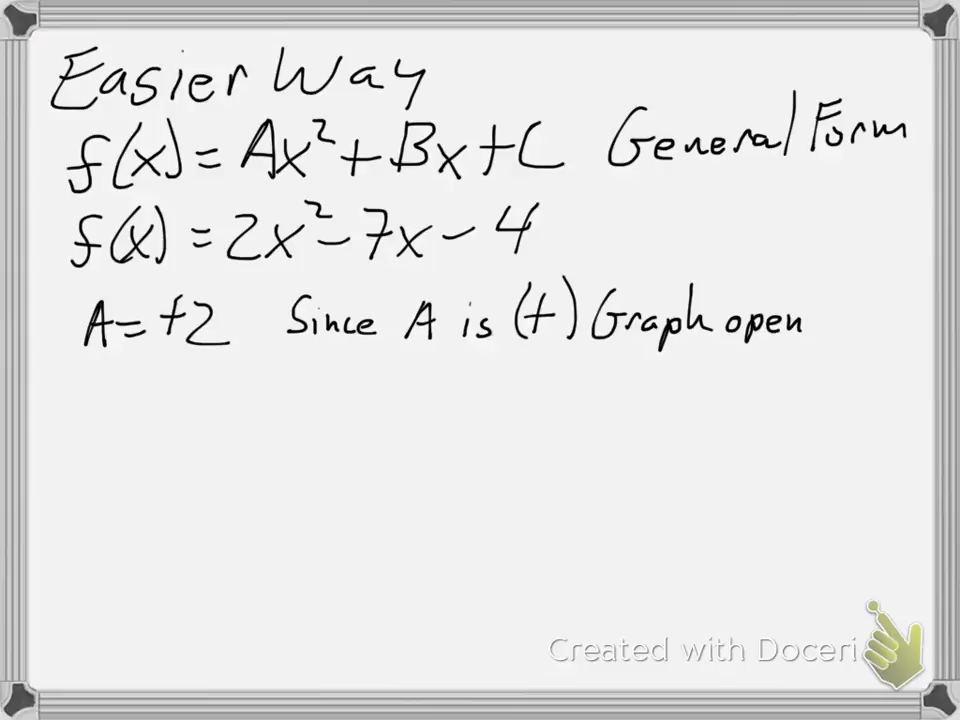 Easier Way
f(x) = Ax² + Bx + C General Form
f(x) = 2x² - 7x - 4
A = +2 Since A is (+) Graph open
Created with Doceri